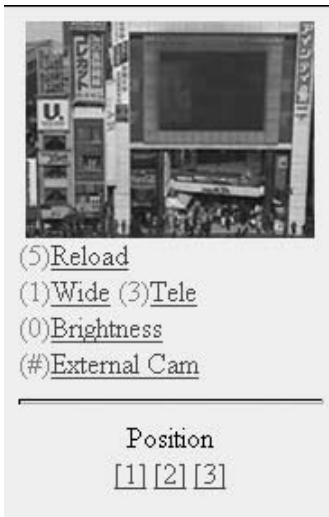 U.
(5)Reload
(1)Wide (3)Tele
(0)Brightness
(#)External Cam
Position
[1] [2] [3]